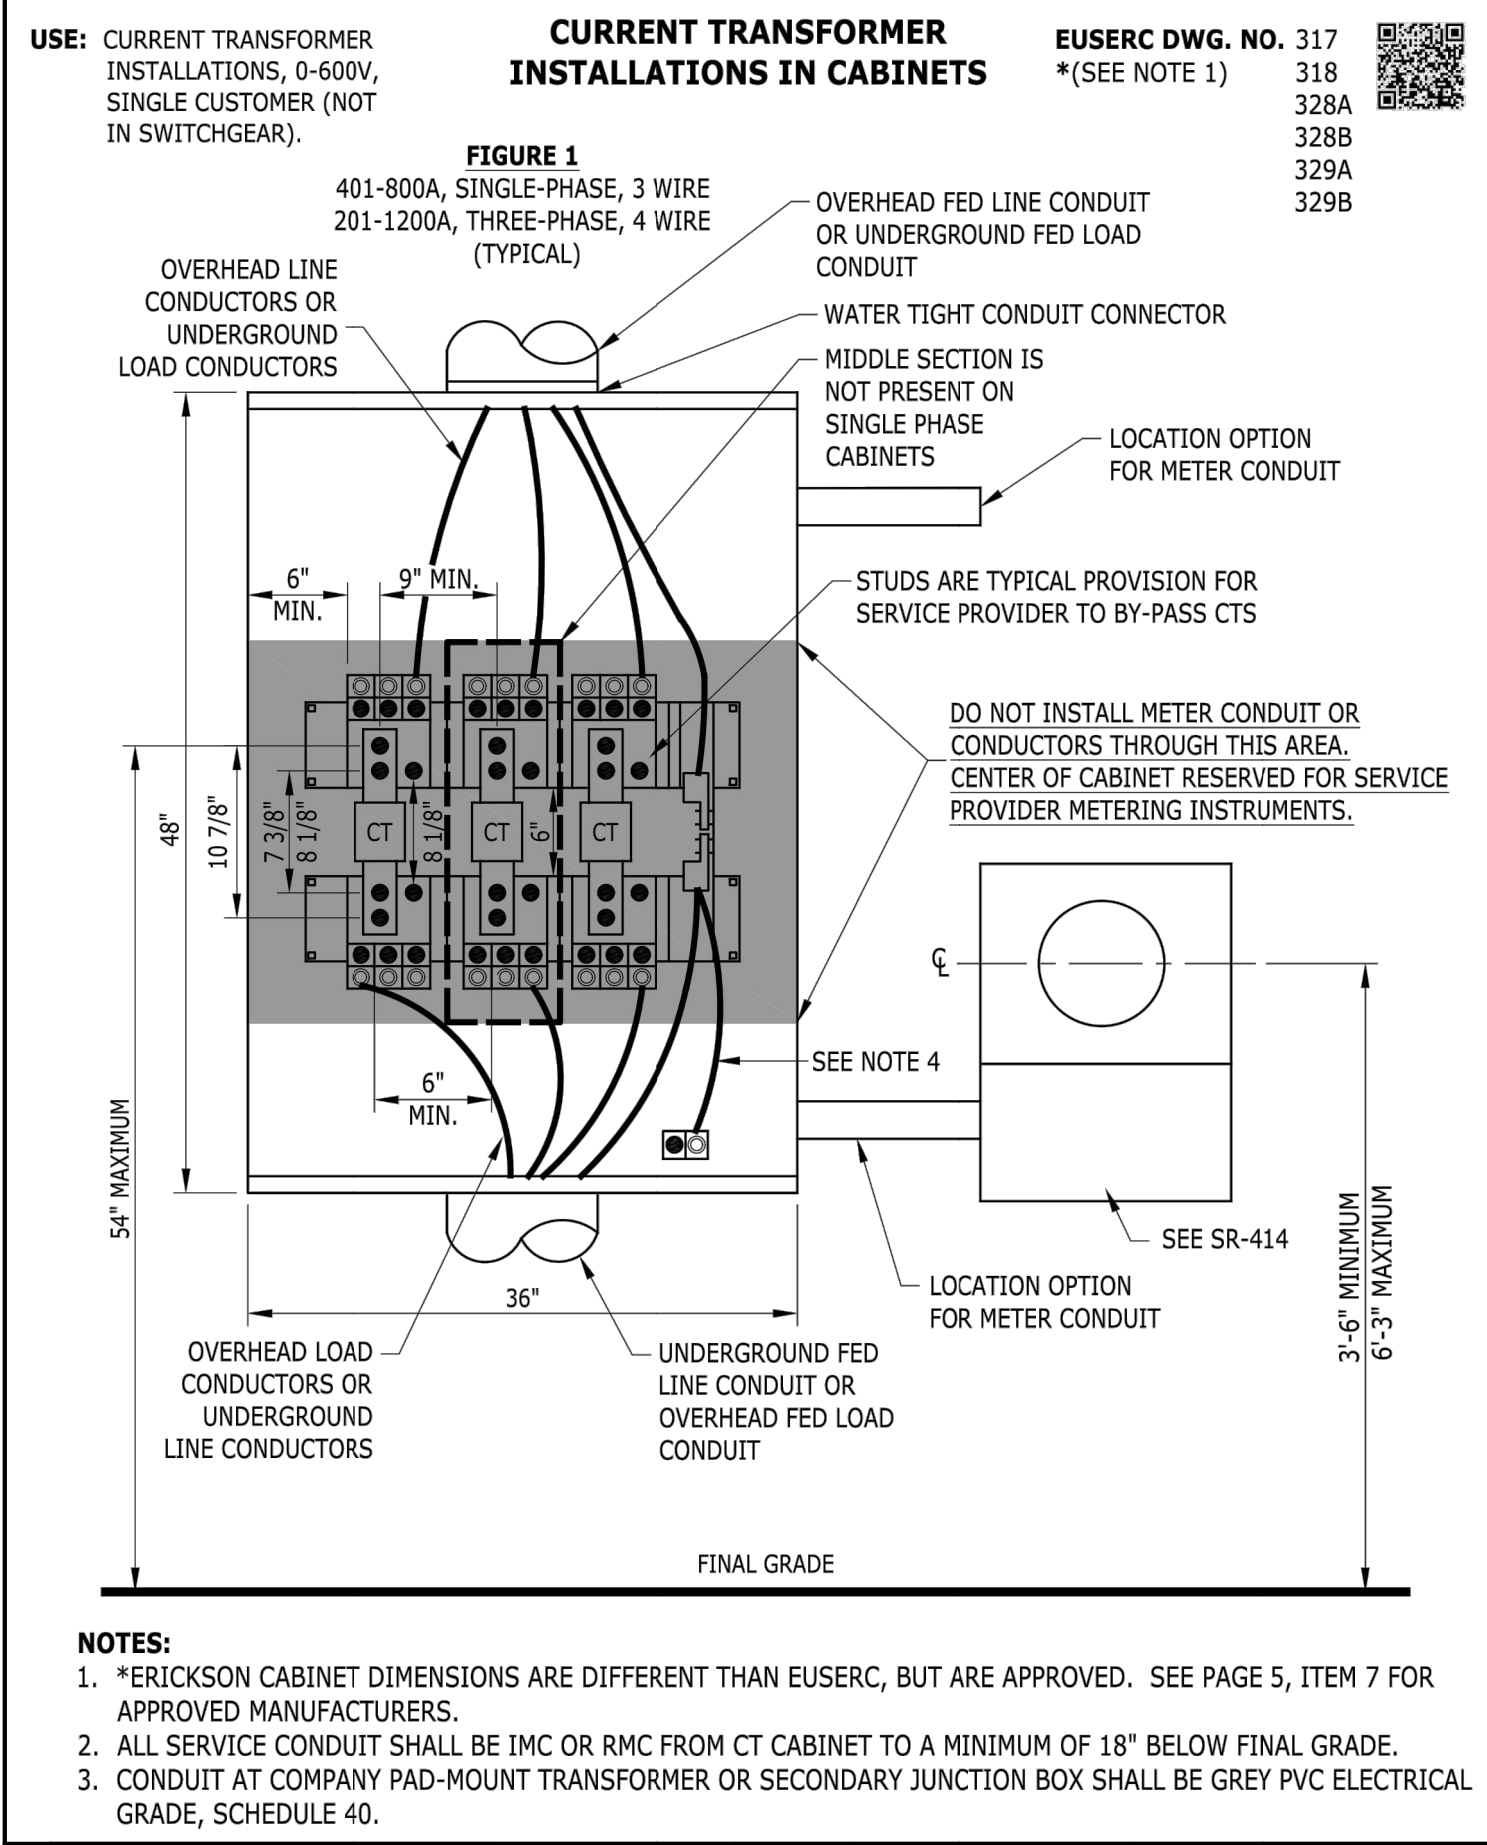 USE: CURRENT TRANSFORMER
INSTALLATIONS, 0-600V,
SINGLE CUSTOMER (NOT
IN SWITCHGEAR).
CURRENT TRANSFORMER
INSTALLATIONS IN CABINETS
EUSERC DWG. NO. 317
*(SEE NOTE 1) 318
328A
328B
329A
329B
FIGURE 1
401-800A, SINGLE-PHASE, 3 WIRE
201-1200A, THREE-PHASE, 4 WIRE
(TYPICAL)
OVERHEAD FED LINE CONDUIT
OR UNDERGROUND FED LOAD
CONDUIT
OVERHEAD LINE
CONDUCTORS OR
UNDERGROUND
LOAD CONDUCTORS
WATER TIGHT CONDUIT CONNECTOR
MIDDLE SECTION IS
NOT PRESENT ON
SINGLE PHASE
CABINETS
LOCATION OPTION
FOR METER CONDUIT
6"
MIN.
9" MIN.
STUDS ARE TYPICAL PROVISION FOR
SERVICE PROVIDER TO BY-PASS CTS
DO NOT INSTALL METER CONDUIT OR
CONDUCTORS THROUGH THIS AREA.
CENTER OF CABINET RESERVED FOR SERVICE
PROVIDER METERING INSTRUMENTS.
48"
10 7/8"
7 3/8"
8 1/8"
CT
8 1/8"
CT
6"
CT
℄
SEE NOTE 4
6"
MIN.
54" MAXIMUM
SEE SR-414
3'-6" MINIMUM
6'-3" MAXIMUM
LOCATION OPTION
FOR METER CONDUIT
36"
OVERHEAD LOAD
CONDUCTORS OR
UNDERGROUND
LINE CONDUCTORS
UNDERGROUND FED
LINE CONDUIT OR
OVERHEAD FED LOAD
CONDUIT
FINAL GRADE
NOTES:
1. *ERICKSON CABINET DIMENSIONS ARE DIFFERENT THAN EUSERC, BUT ARE APPROVED. SEE PAGE 5, ITEM 7 FOR
APPROVED MANUFACTURERS.
2. ALL SERVICE CONDUIT SHALL BE IMC OR RMC FROM CT CABINET TO A MINIMUM OF 18" BELOW FINAL GRADE.
3. CONDUIT AT COMPANY PAD-MOUNT TRANSFORMER OR SECONDARY JUNCTION BOX SHALL BE GREY PVC ELECTRICAL
GRADE, SCHEDULE 40.